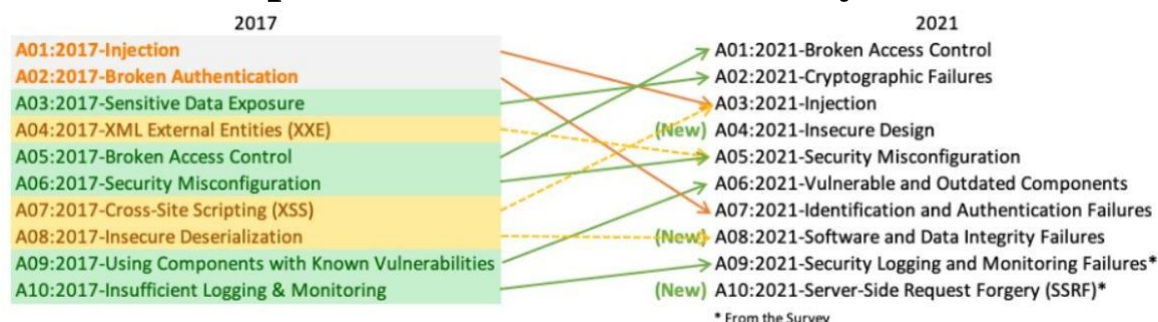 2017
A01:2017-Injection
A02:2017-Broken Authentication
A03:2017-Sensitive Data Exposure
A04:2017-XML External Entities (XXE)
A05:2017-Broken Access Control
A06:2017-Security Misconfiguration
A07:2017-Cross-Site Scripting (XSS)
A08:2017-Insecure Deserialization
A09:2017-Using Components with Known Vulnerabilities
A10:2017-Insufficient Logging & Monitoring
2021
A01:2021-Broken Access Control
A02:2021-Cryptographic Failures
A03:2021-Injection
(New) A04:2021-Insecure Design
A05:2021-Security Misconfiguration
A06:2021-Vulnerable and Outdated Components
A07:2021-Identification and Authentication Failures
(New) A08:2021-Software and Data Integrity Failures
A09:2021-Security Logging and Monitoring Failures*
(New) A10:2021-Server-Side Request Forgery (SSRF)*
* From the Survey